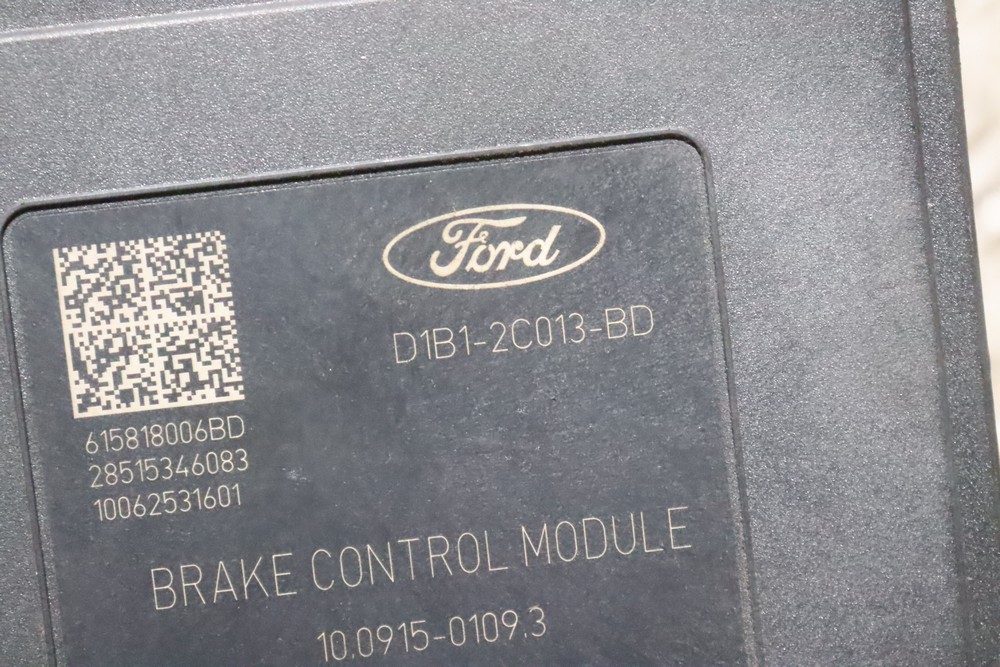 Ford
D1B1-2C013-BD
615818006BD
28515346083
10062531601
BRAKE CONTROL MODULE
10.0915-0109.3